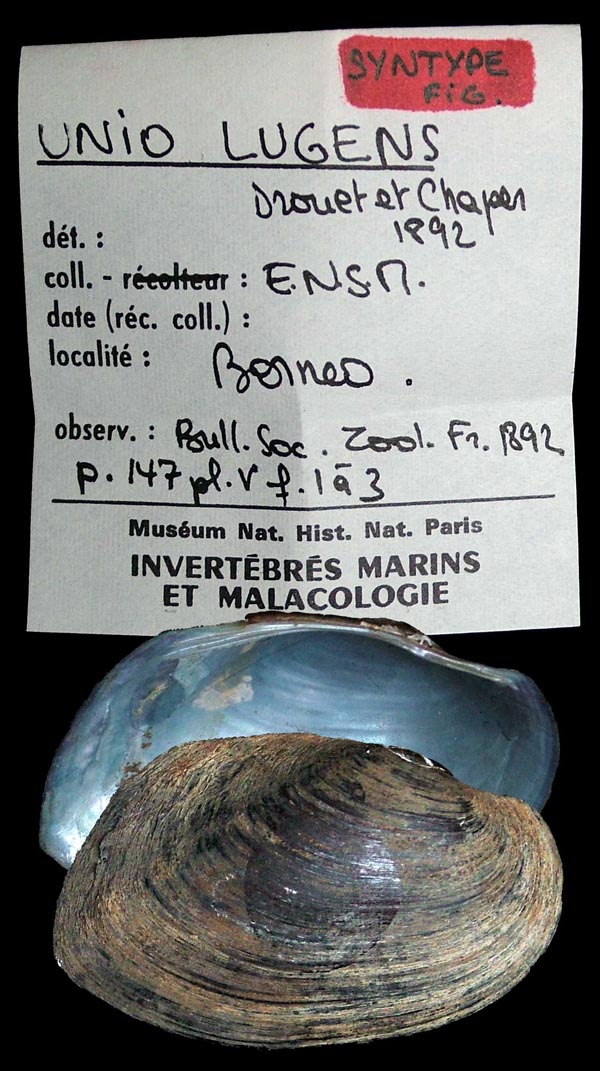 SYNTYPE
FIG.
UNIO LUGENS
Drouet et Chaper
1892
dét. :
coll. - récolteur : E.N.S.M.
date (réc. coll.) :
localité : Borneo .
observ. : Bull. Soc. Zool. Fr. 1892
p. 147 pl. V f. 1 à 3
Muséum Nat. Hist. Nat. Paris
INVERTÉBRÉS MARINS
ET MALACOLOGIE